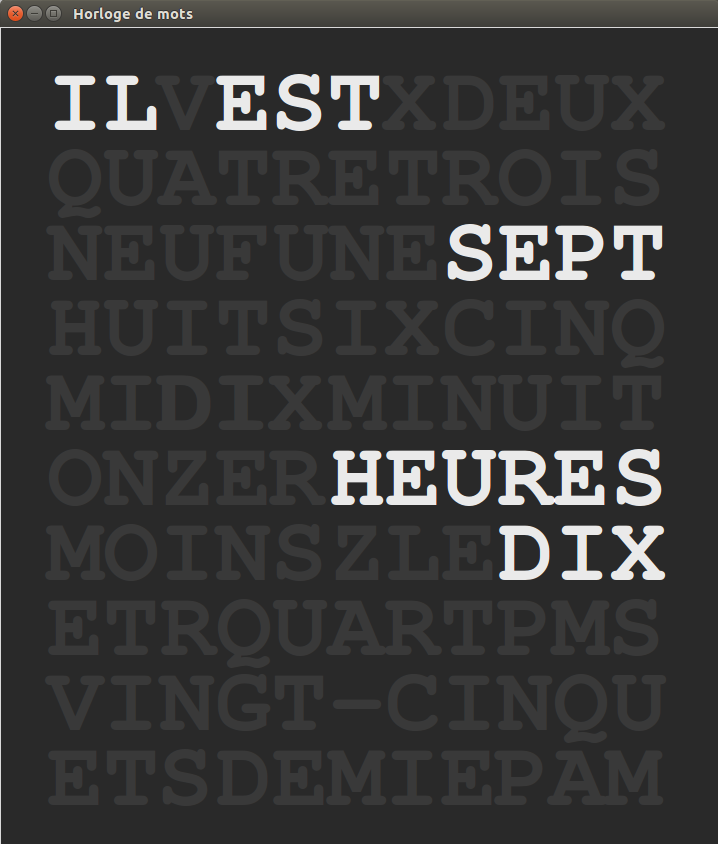 Horloge de mots
ILVESTXDEUX
QUATRETROIS
NEUFUNESEPT
HUITSIXCINQ
MIDIXMINUIT
ONZERHEURES
MOINSZLEDIX
ETRQUARTPMS
VINGT-CINQU
ETSDEMIEPAM